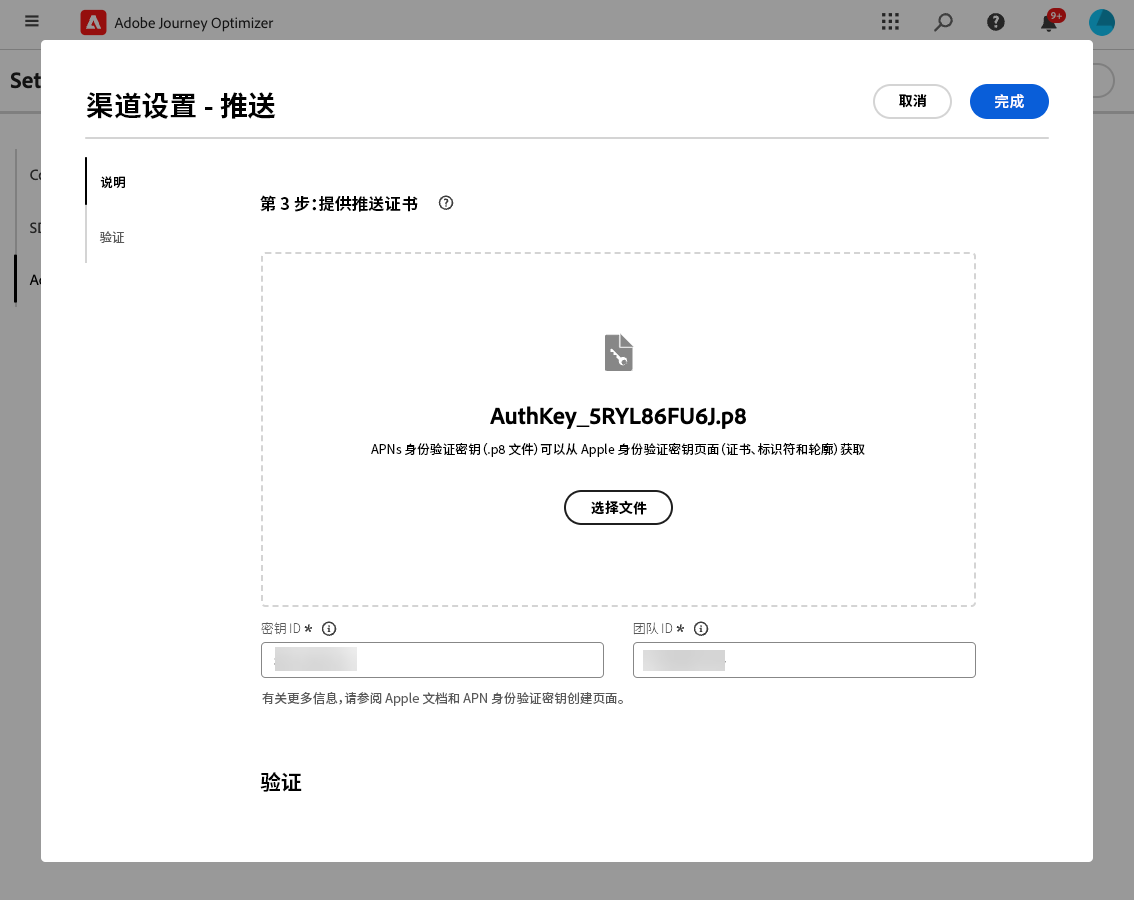 Adobe Journey Optimizer
9+
Set
渠道设置 - 推送
取消
完成
说明
验证
第 3 步：提供推送证书
AuthKey_5RYL86FU6J.p8
APNs 身份验证密钥（.p8 文件）可以从 Apple 身份验证密钥页面（证书、标识符和轮廓）获取
选择文件
密钥 ID *
团队 ID *
有关更多信息，请参阅 Apple 文档和 APN 身份验证密钥创建页面。
验证